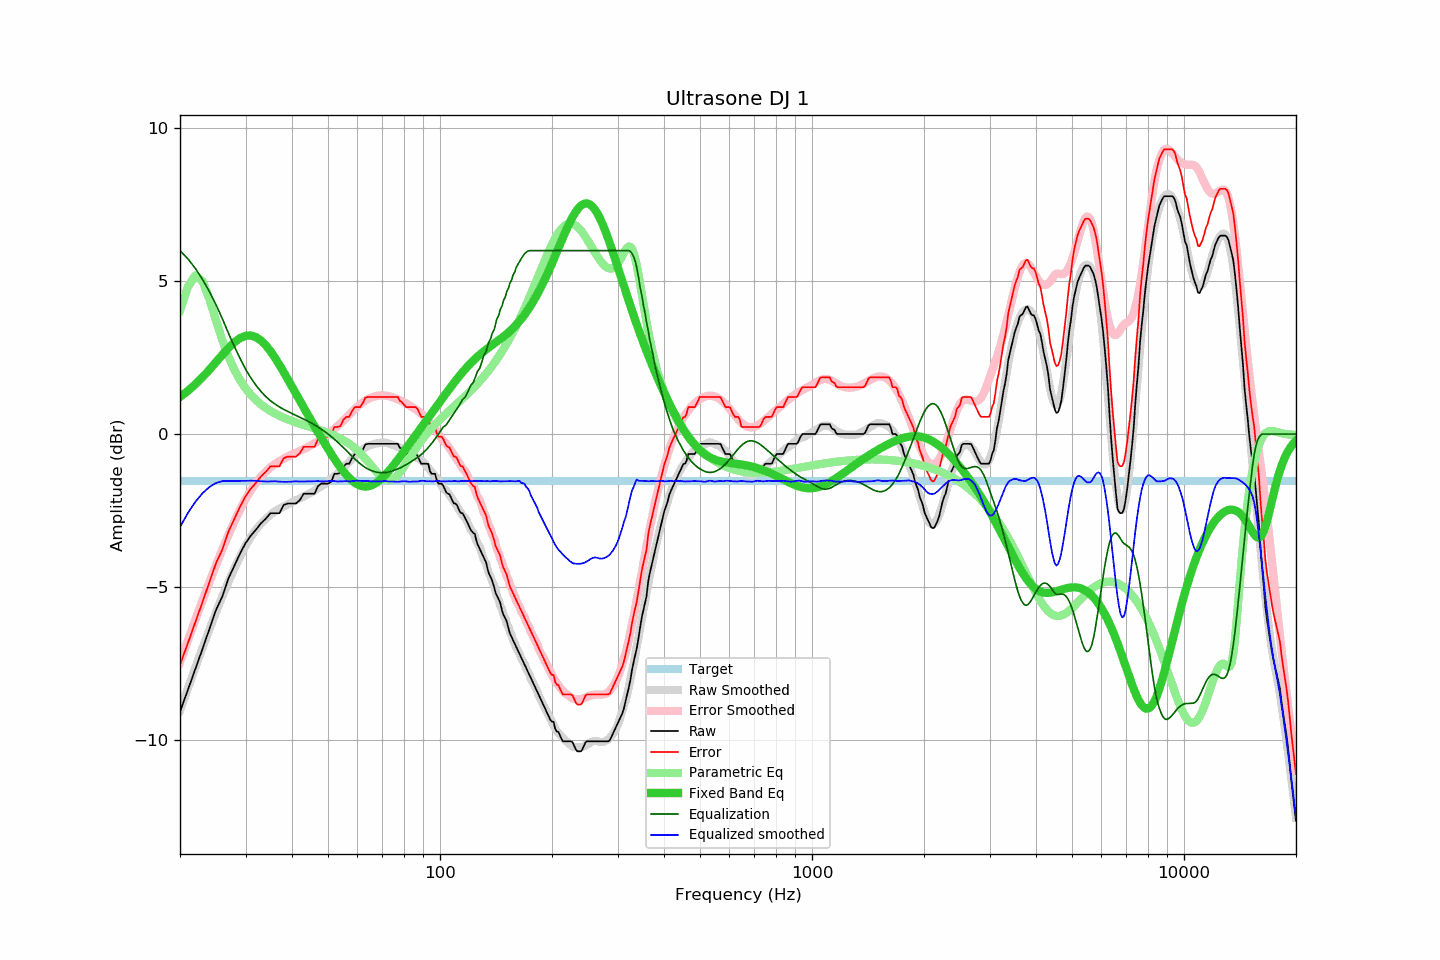 Ultrasone DJ 1
10
5
0
−5
−10
Amplitude (dBr)
100
1000
10000
Frequency (Hz)
Target
Raw Smoothed
Error Smoothed
Raw
Error
Parametric Eq
Fixed Band Eq
Equalization
Equalized smoothed